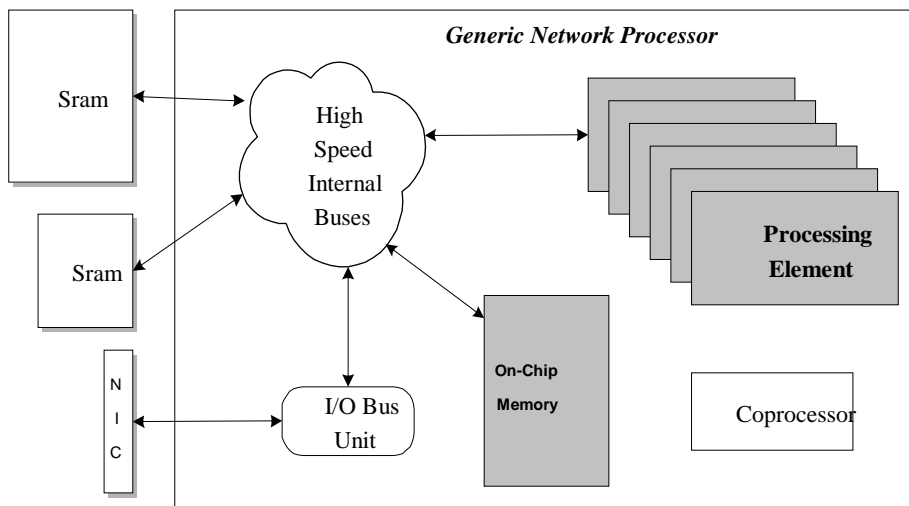 Generic Network Processor
Sram
High
Speed
Internal
Buses
Processing
Element
Sram
On-Chip
Memory
N
I
C
I/O Bus
Unit
Coprocessor